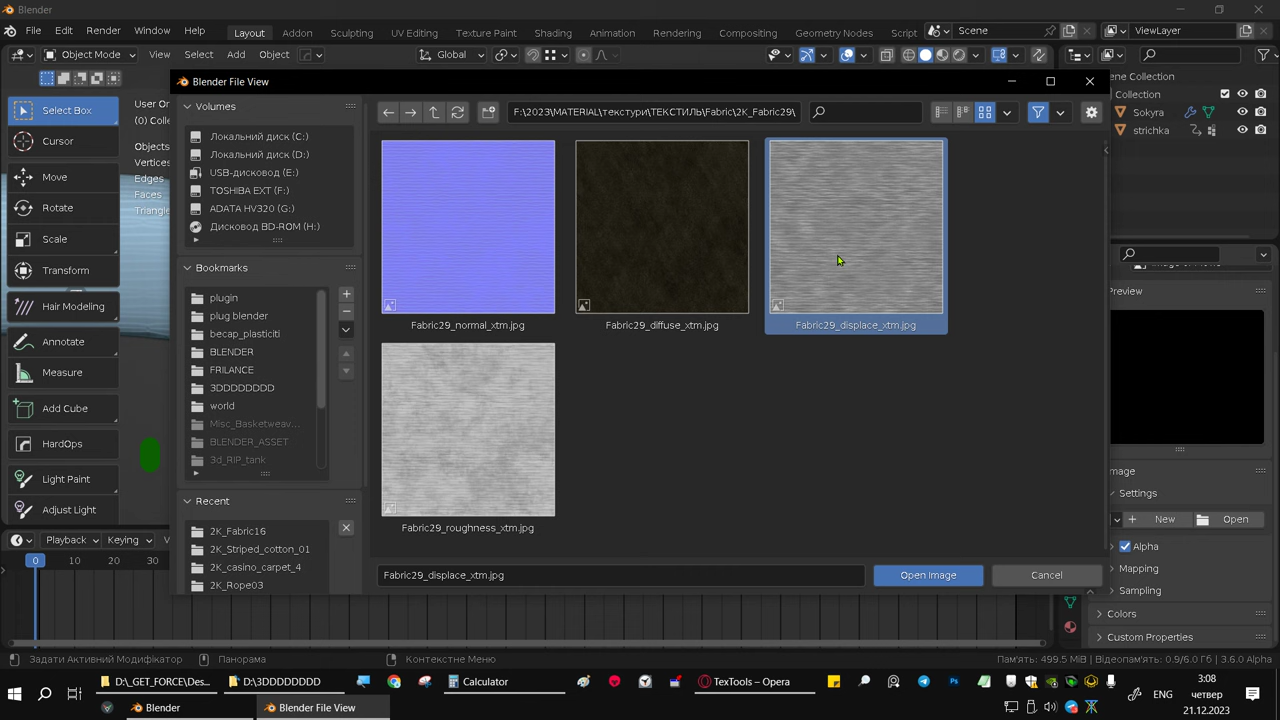 Blender
File Edit Render Window Help Layout Addon Sculpting UV Editing Texture Paint Shading Animation Rendering Compositing Geometry Nodes Script Scene ViewLayer
Object Mode View Select Add Object Global
Select Box
Cursor
Move
Rotate
Scale
Transform
Hair Modeling
Annotate
Measure
Add Cube
HardOps
Light Paint
Adjust Light
User Or
(0) Colle
Objects
Vertices
Edges
Faces
Triangle
Blender File View
Volumes
Локальний диск (C:)
Локальний диск (D:)
USB-дисковод (E:)
TOSHIBA EXT (F:)
ADATA HV320 (G:)
Дисковод BD-ROM (H:)
Bookmarks
plugin
plug blender
becap_plasticiti
BLENDER
FRILANCE
3DDDDDDDD
world
Misc_Basketweav...
BLENDER_ASSET
3d_RIP_tank
Recent
2K_Fabric16
2K_Striped_cotton_01
2K_casino_carpet_4
2K_Rope03
F:\2023\MATERIAL\текстури\ТЕКСТИЛЬ\Fabric\2K_Fabric29\
Fabric29_normal_xtm.jpg
Fabric29_diffuse_xtm.jpg
Fabric29_displace_xtm.jpg
Fabric29_roughness_xtm.jpg
Fabric29_displace_xtm.jpg
Open Image Cancel
Scene Collection
Collection
Sokyra
strichka
Preview
mage
Settings
New Open
Alpha
Mapping
Sampling
Colors
Custom Properties
Playback Keying
0 10 20 30
Задати Активний Модифікатор Панорама Контекстне Меню Пам'ять: 499.5 MiB | Відеопам'ять: 0.9/6.0 Гб | 3.6.0 Alpha
D:\_GET_FORCE\Des... D:\3DDDDDDDD Calculator TexTools – Opera
3:08
ENG четвер
21.12.2023
Blender Blender File View